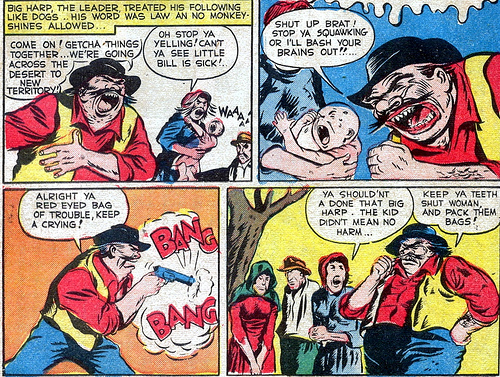 BIG HARP, THE LEADER, TREATED HIS FOLLOWING
LIKE DOGS.. HIS WORD WAS LAW AN NO MONKEY-
SHINES ALLOWED...
COME ON! GETCHA THINGS
TOGETHER...WE'RE GOING
ACROSS THE
DESERT TO
NEW
TERRITORY!
OH STOP YA
YELLING! CAN'T
YA SEE LITTLE
BILL IS SICK!
WAAA
SHUT UP BRAT!
STOP YA SQUAWKING
OR I'LL BASH YOUR
BRAINS OUT!!...
ALRIGHT YA
RED EYED BAG
OF TROUBLE, KEEP
A CRYING!
BANG
BANG
YA SHOULD'NT
A DONE THAT BIG
HARP. THE KID
DIDN'T MEAN NO
HARM...
KEEP YA TEETH
SHUT WOMAN,
AND PACK THEM
BAGS!